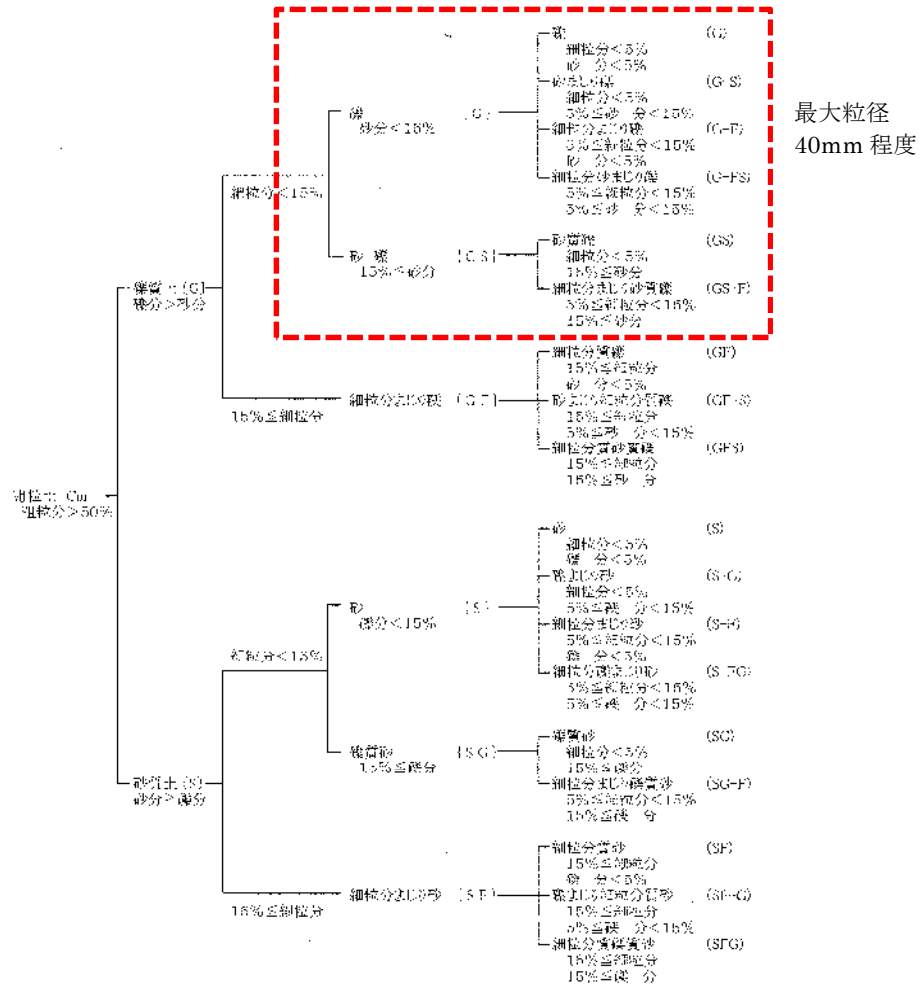 礫 (G)
細粒分<5%
砂 分<5%
砂まじり礫 (G-S)
細粒分<5%
5%≦砂 分<15%
細粒分まじり礫 (G-F)
5%≦細粒分<15%
砂 分<5%
細粒分砂まじり礫 (G-FS)
5%≦細粒分<15%
5%≦砂 分<15%
礫 {G}
砂分<15%
細粒分<15%
砂礫 {GS}
15%≦砂分
砂質礫 (GS)
細粒分<5%
15%≦砂分
細粒分まじり砂質礫 (GS-F)
5%≦細粒分<15%
15%≦砂分
最大粒径
40mm 程度
礫質土{G}
礫分>砂分
15%≦細粒分
細粒分まじり礫 {GF}
細粒分質礫 (GF)
15%≦細粒分
砂 分<5%
砂まじり細粒分質礫 (GF-S)
15%≦細粒分
5%≦砂 分<15%
細粒分質砂質礫 (GFS)
15%≦細粒分
15%≦砂 分
粗粒土 Cm
粗粒分>50%
砂 (S)
細粒分<5%
礫 分<5%
礫まじり砂 (S-G)
細粒分<5%
5%≦礫 分<15%
細粒分まじり砂 (S-F)
5%≦細粒分<15%
礫 分<5%
細粒分礫まじり砂 (S-FG)
5%≦細粒分<15%
5%≦礫 分<15%
砂 {S}
礫分<15%
細粒分<15%
礫質砂 {SG}
15%≦礫分
礫質砂 (SG)
細粒分<5%
15%≦礫分
細粒分まじり礫質砂 (SG-F)
5%≦細粒分<15%
15%≦礫 分
砂質土{S}
砂分≧礫分
15%≦細粒分
細粒分まじり砂 {SF}
細粒分質砂 (SF)
15%≦細粒分
礫 分<5%
礫まじり細粒分質砂 (SF-G)
15%≦細粒分
5%≦礫 分<15%
細粒分質礫質砂 (SFG)
15%≦細粒分
15%≦礫 分